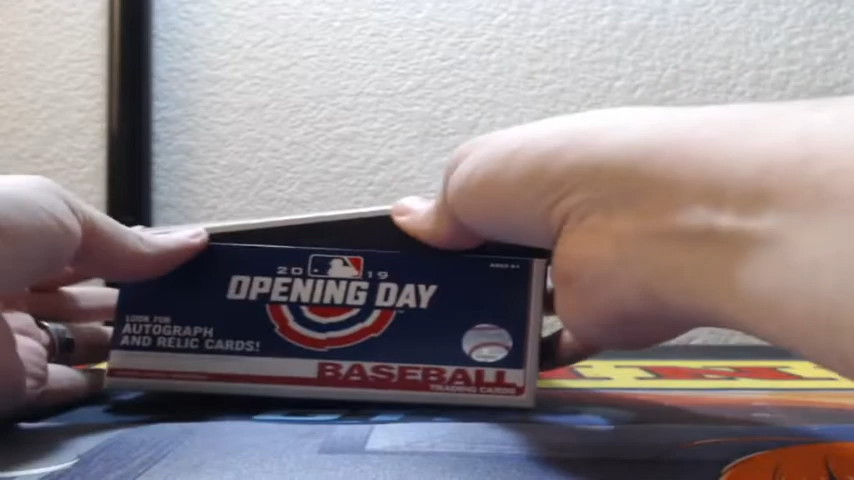 2019
OPENING DAY
LOOK FOR
AUTOGRAPH
AND RELIC CARDS!
BASEBALL
TRADING CARDS